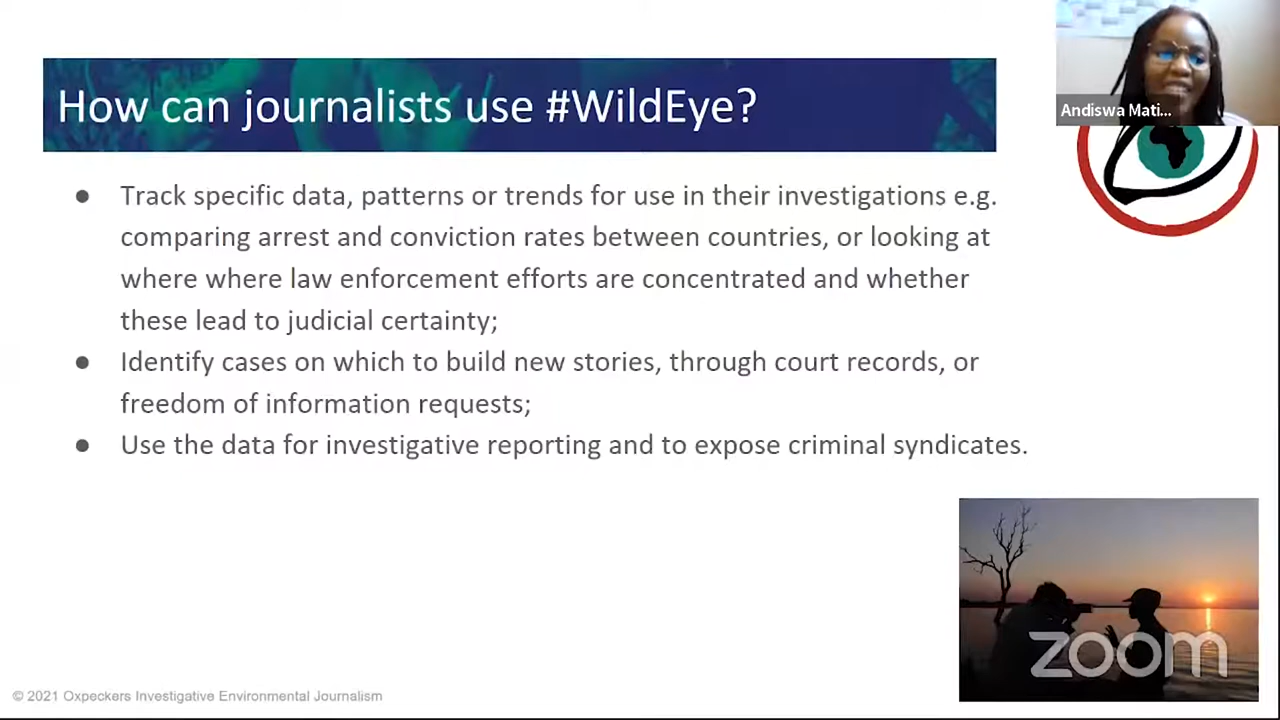 How can journalists use #WildEye?
Andiswa Mati...
● Track specific data, patterns or trends for use in their investigations e.g.
comparing arrest and conviction rates between countries, or looking at
where where law enforcement efforts are concentrated and whether
these lead to judicial certainty;
● Identify cases on which to build new stories, through court records, or
freedom of information requests;
● Use the data for investigative reporting and to expose criminal syndicates.
zoom
© 2021 Oxpeckers Investigative Environmental Journalism